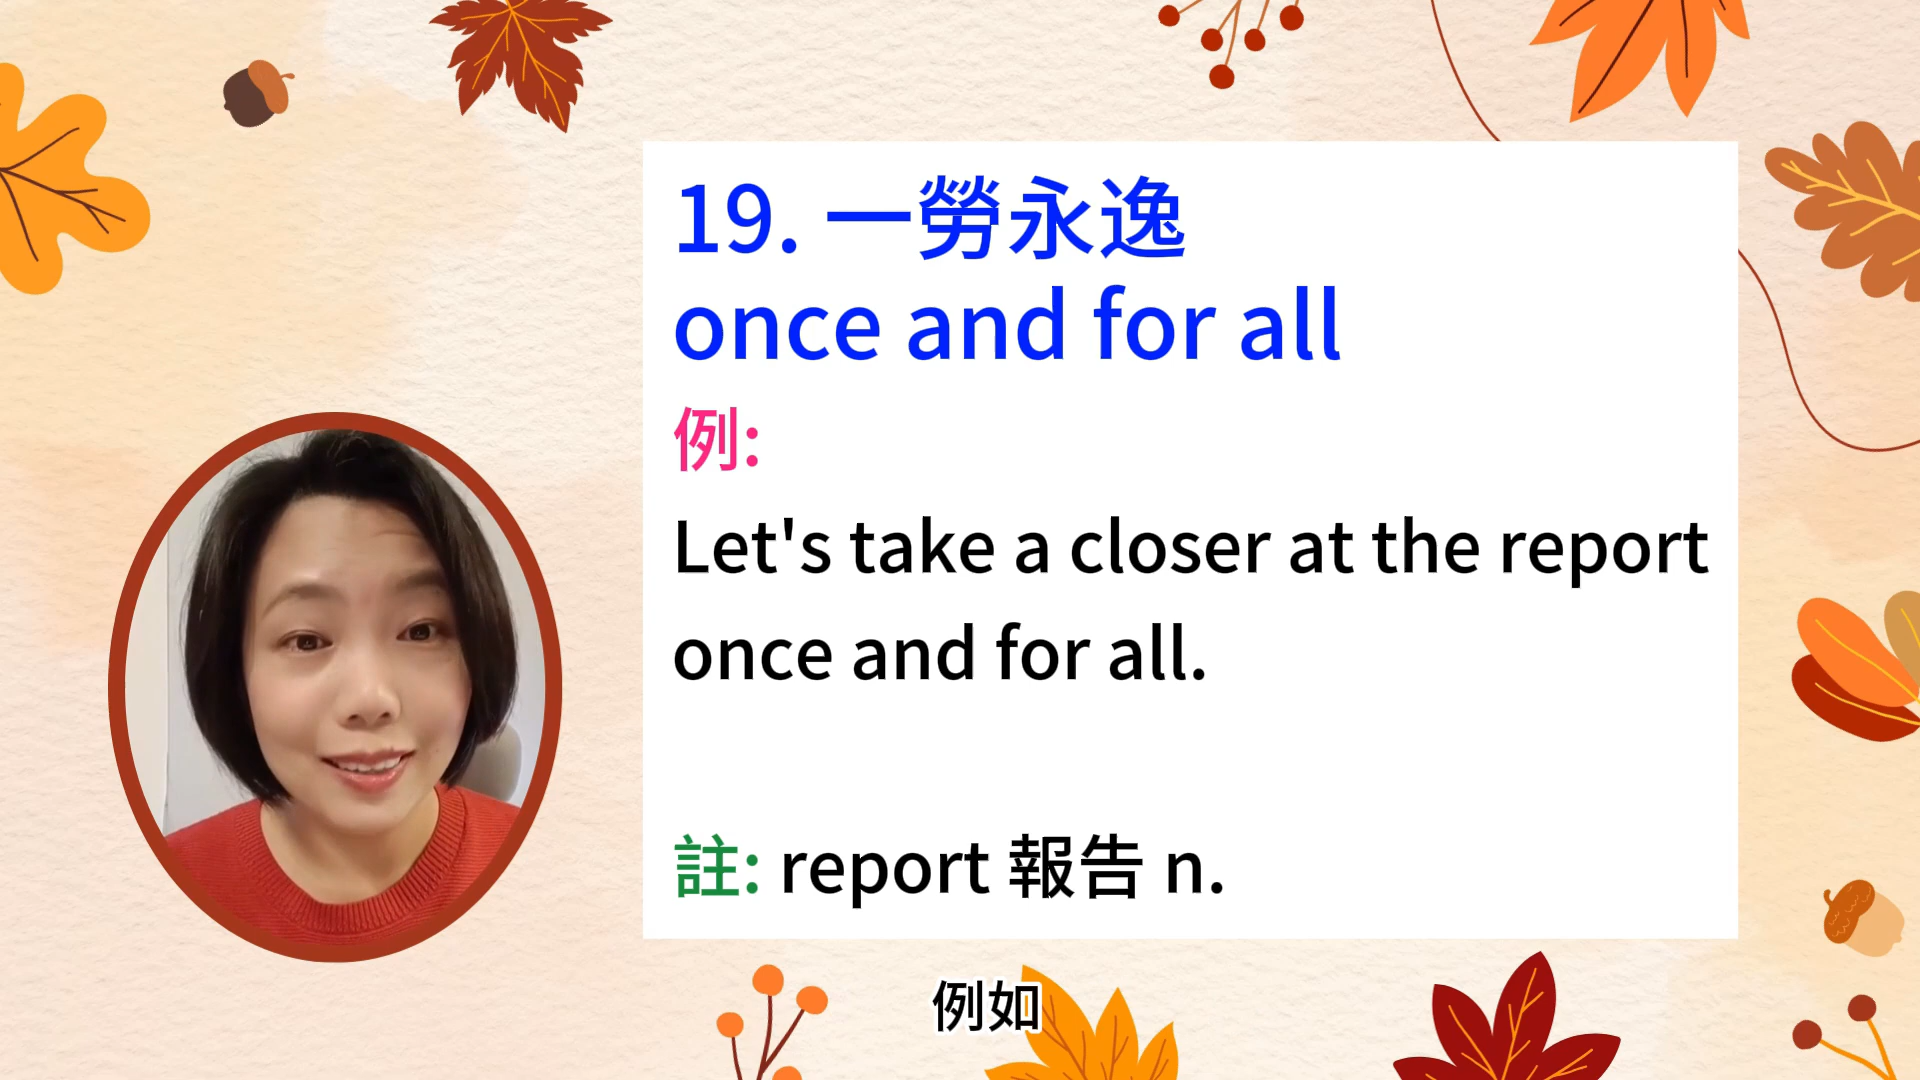 19. 一勞永逸
once and for all
例:
Let's take a closer at the report
once and for all.
註: report 報告 n.
例如